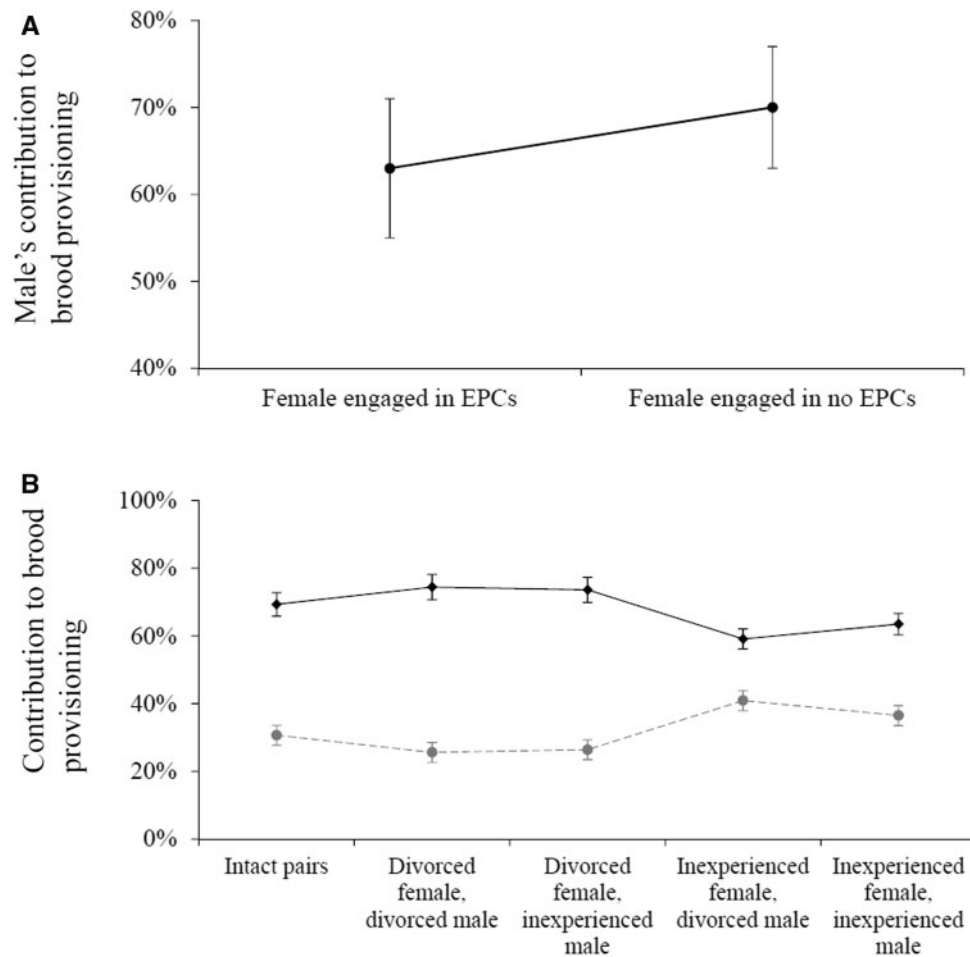 A
80%
70%
60%
50%
40%
Male's contribution to
brood provisioning
Female engaged in EPCs
Female engaged in no EPCs
B
100%
80%
60%
40%
20%
0%
Contribution to brood
provisioning
Intact pairs
Divorced
female,
divorced male
Divorced
female,
inexperienced
male
Inexperienced
female,
divorced male
Inexperienced
female,
inexperienced
male